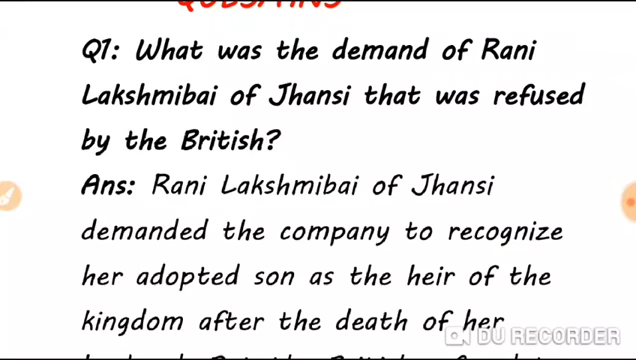 Q1: What was the demand of Rani
Lakshmibai of Jhansi that was refused
by the British?
Ans: Rani Lakshmibai of Jhansi
demanded the company to recognize
her adopted son as the heir of the
kingdom after the death of her
DU RECORDER